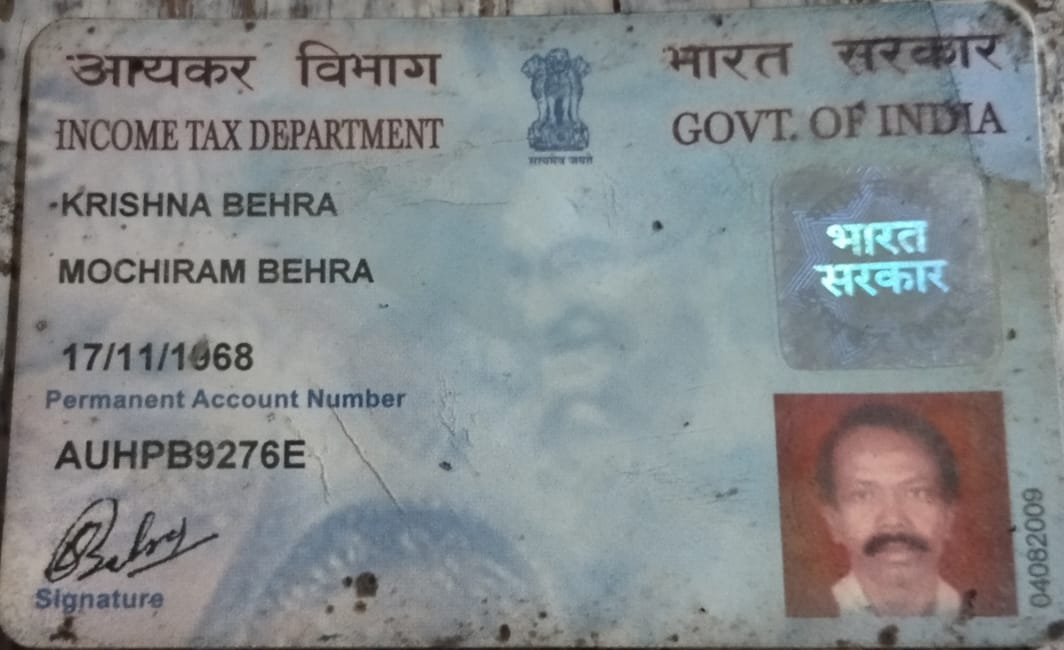 आयकर विभाग
INCOME TAX DEPARTMENT
सत्यमेव जयते
भारत सरकार
GOVT. OF INDIA
KRISHNA BEHRA
MOCHIRAM BEHRA
17/11/1968
Permanent Account Number
AUHPB9276E
Signature
भारत
सरकार
04082009